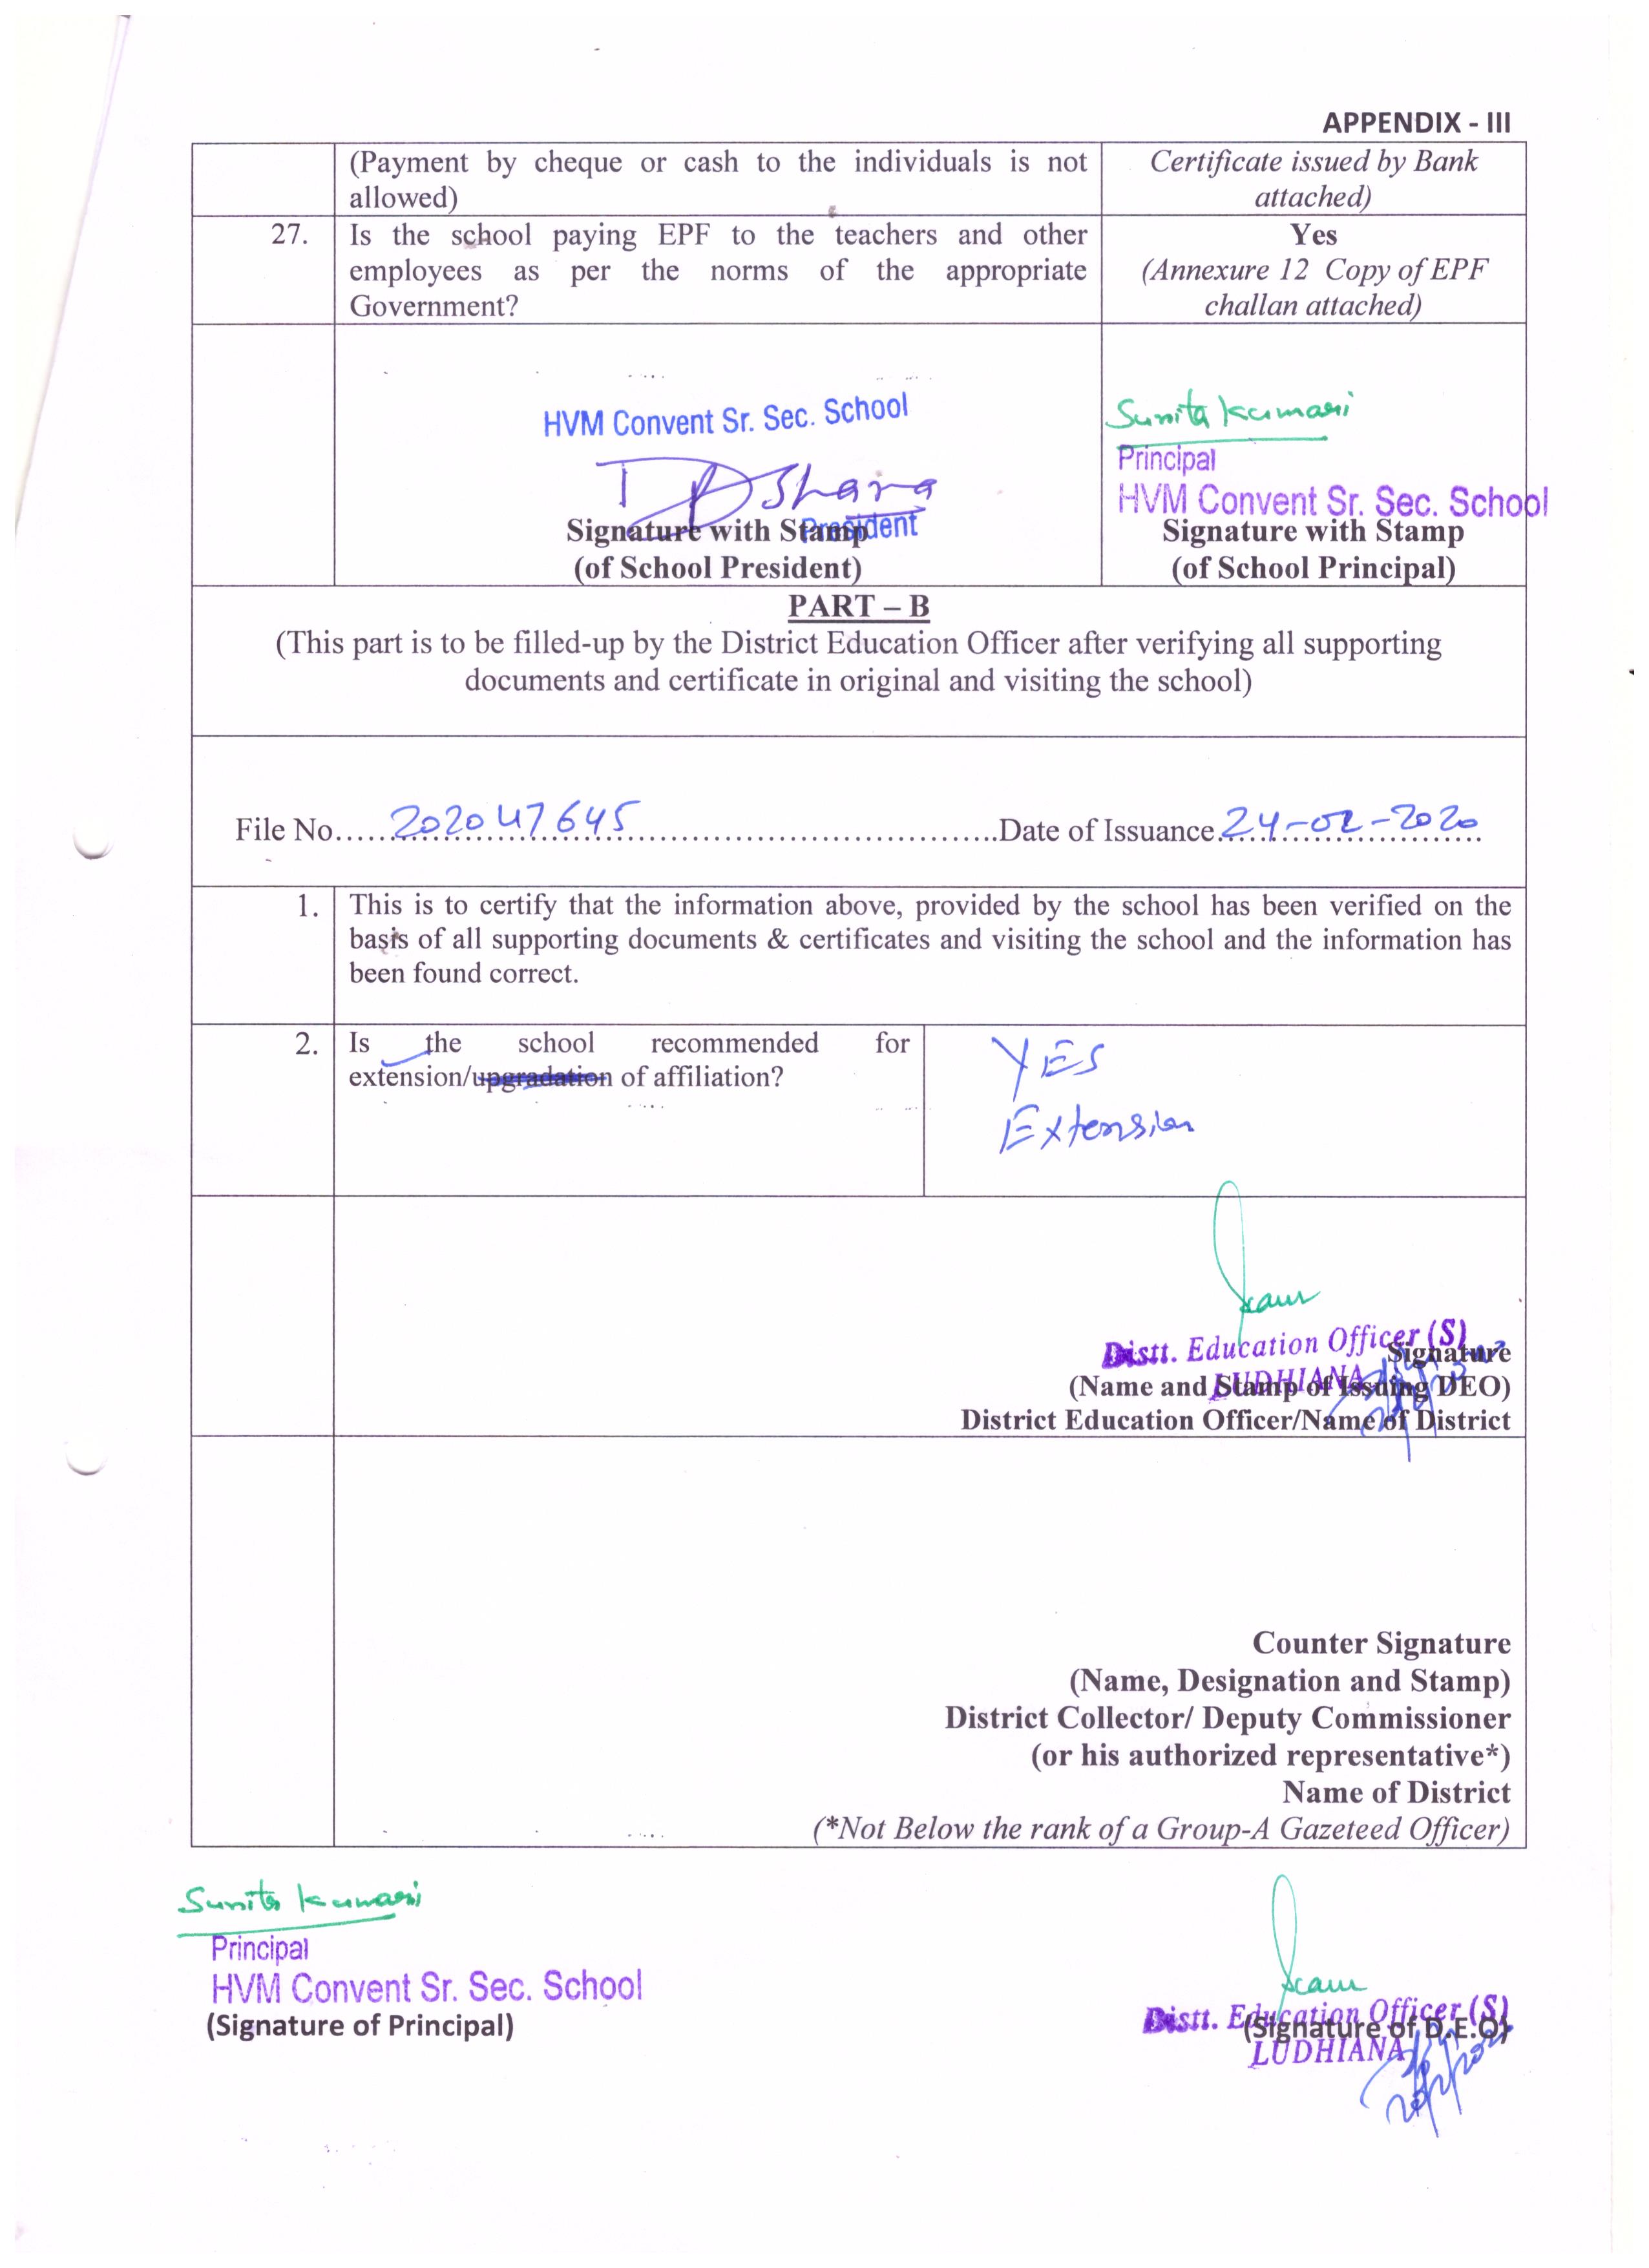 APPENDIX - III
(Payment by cheque or cash to the individuals is not
allowed)
Certificate issued by Bank
attached)
27.
Is the school paying EPF to the teachers and other
employees as per the norms of the appropriate
Government?
Yes
(Annexure 12 Copy of EPF
challan attached)
HVM Convent Sr. Sec. School
President
Signature with Stamp
(of School President)
Sunita Kumari
Principal
HVM Convent Sr. Sec. School
Signature with Stamp
(of School Principal)
PART – B
(This part is to be filled-up by the District Education Officer after verifying all supporting
documents and certificate in original and visiting the school)
File No. 202047645 Date of Issuance 24-02-2020
1.
This is to certify that the information above, provided by the school has been verified on the
basis of all supporting documents & certificates and visiting the school and the information has
been found correct.
2.
Is the school recommended for
extension/upgradation of affiliation?
YES
Extension
Distt. Education Officer (S)
LUDHIANA
Signature
(Name and Stamp of Issuing DEO)
District Education Officer/Name of District
Counter Signature
(Name, Designation and Stamp)
District Collector/ Deputy Commissioner
(or his authorized representative*)
Name of District
(*Not Below the rank of a Group-A Gazeteed Officer)
Sunita Kumari
Principal
HVM Convent Sr. Sec. School
(Signature of Principal)
Distt. Education Officer (S)
(Signature of D.E.O)
LUDHIANA